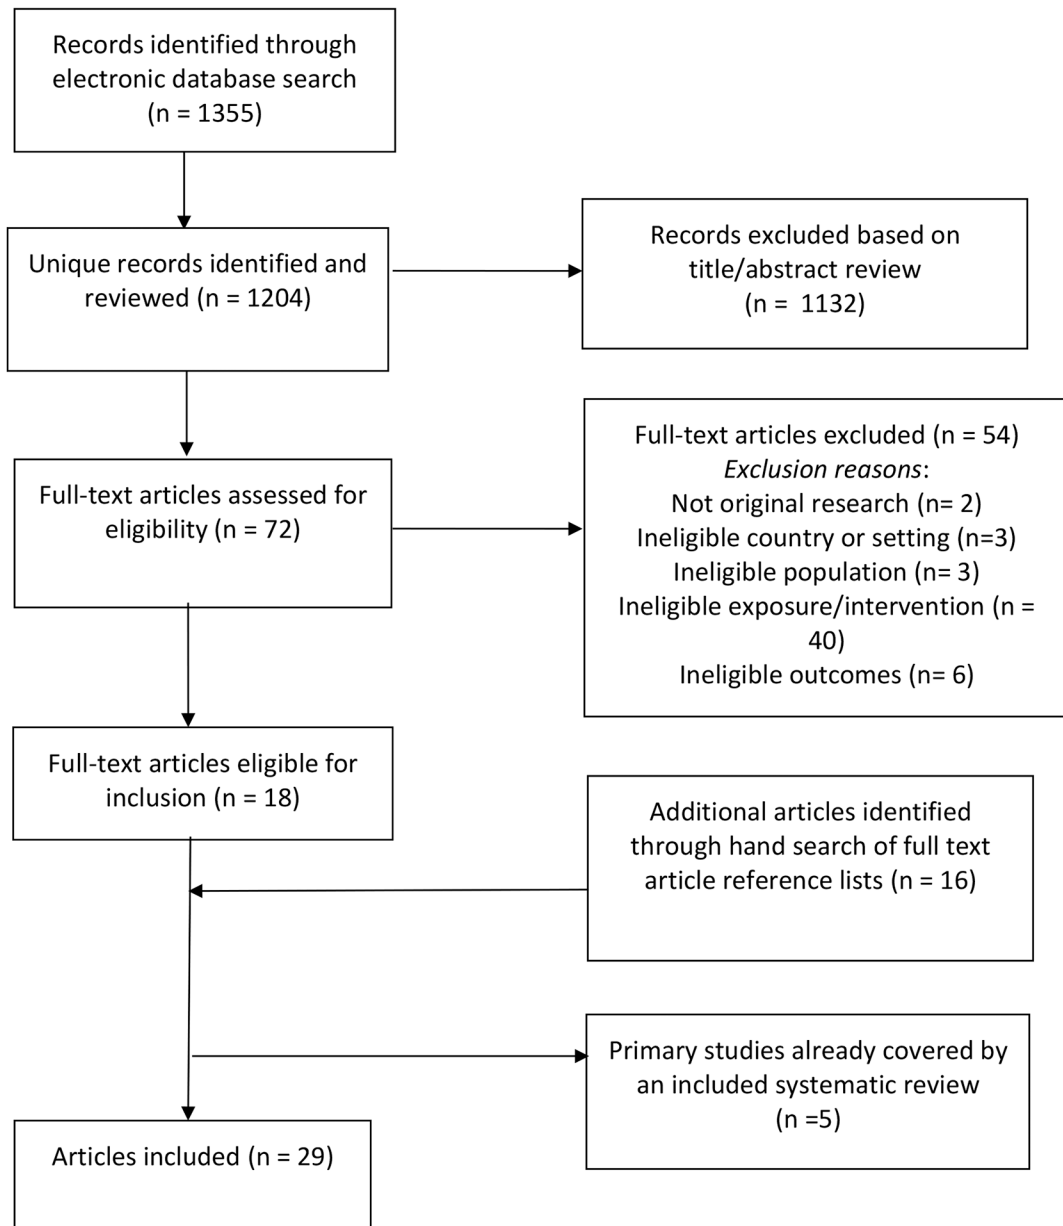 Records identified through
electronic database search
(n = 1355)
Unique records identified and
reviewed (n = 1204)
Records excluded based on
title/abstract review
(n =  1132)
Full-text articles assessed for
eligibility (n = 72)
Full-text articles excluded (n = 54)
Exclusion reasons:
Not original research (n= 2)
Ineligible country or setting (n=3)
Ineligible population (n= 3)
Ineligible exposure/intervention (n =
40)
Ineligible outcomes (n= 6)
Full-text articles eligible for
inclusion (n = 18)
Additional articles identified
through hand search of full text
article reference lists (n = 16)
Primary studies already covered by
an included systematic review
(n =5)
Articles included (n = 29)